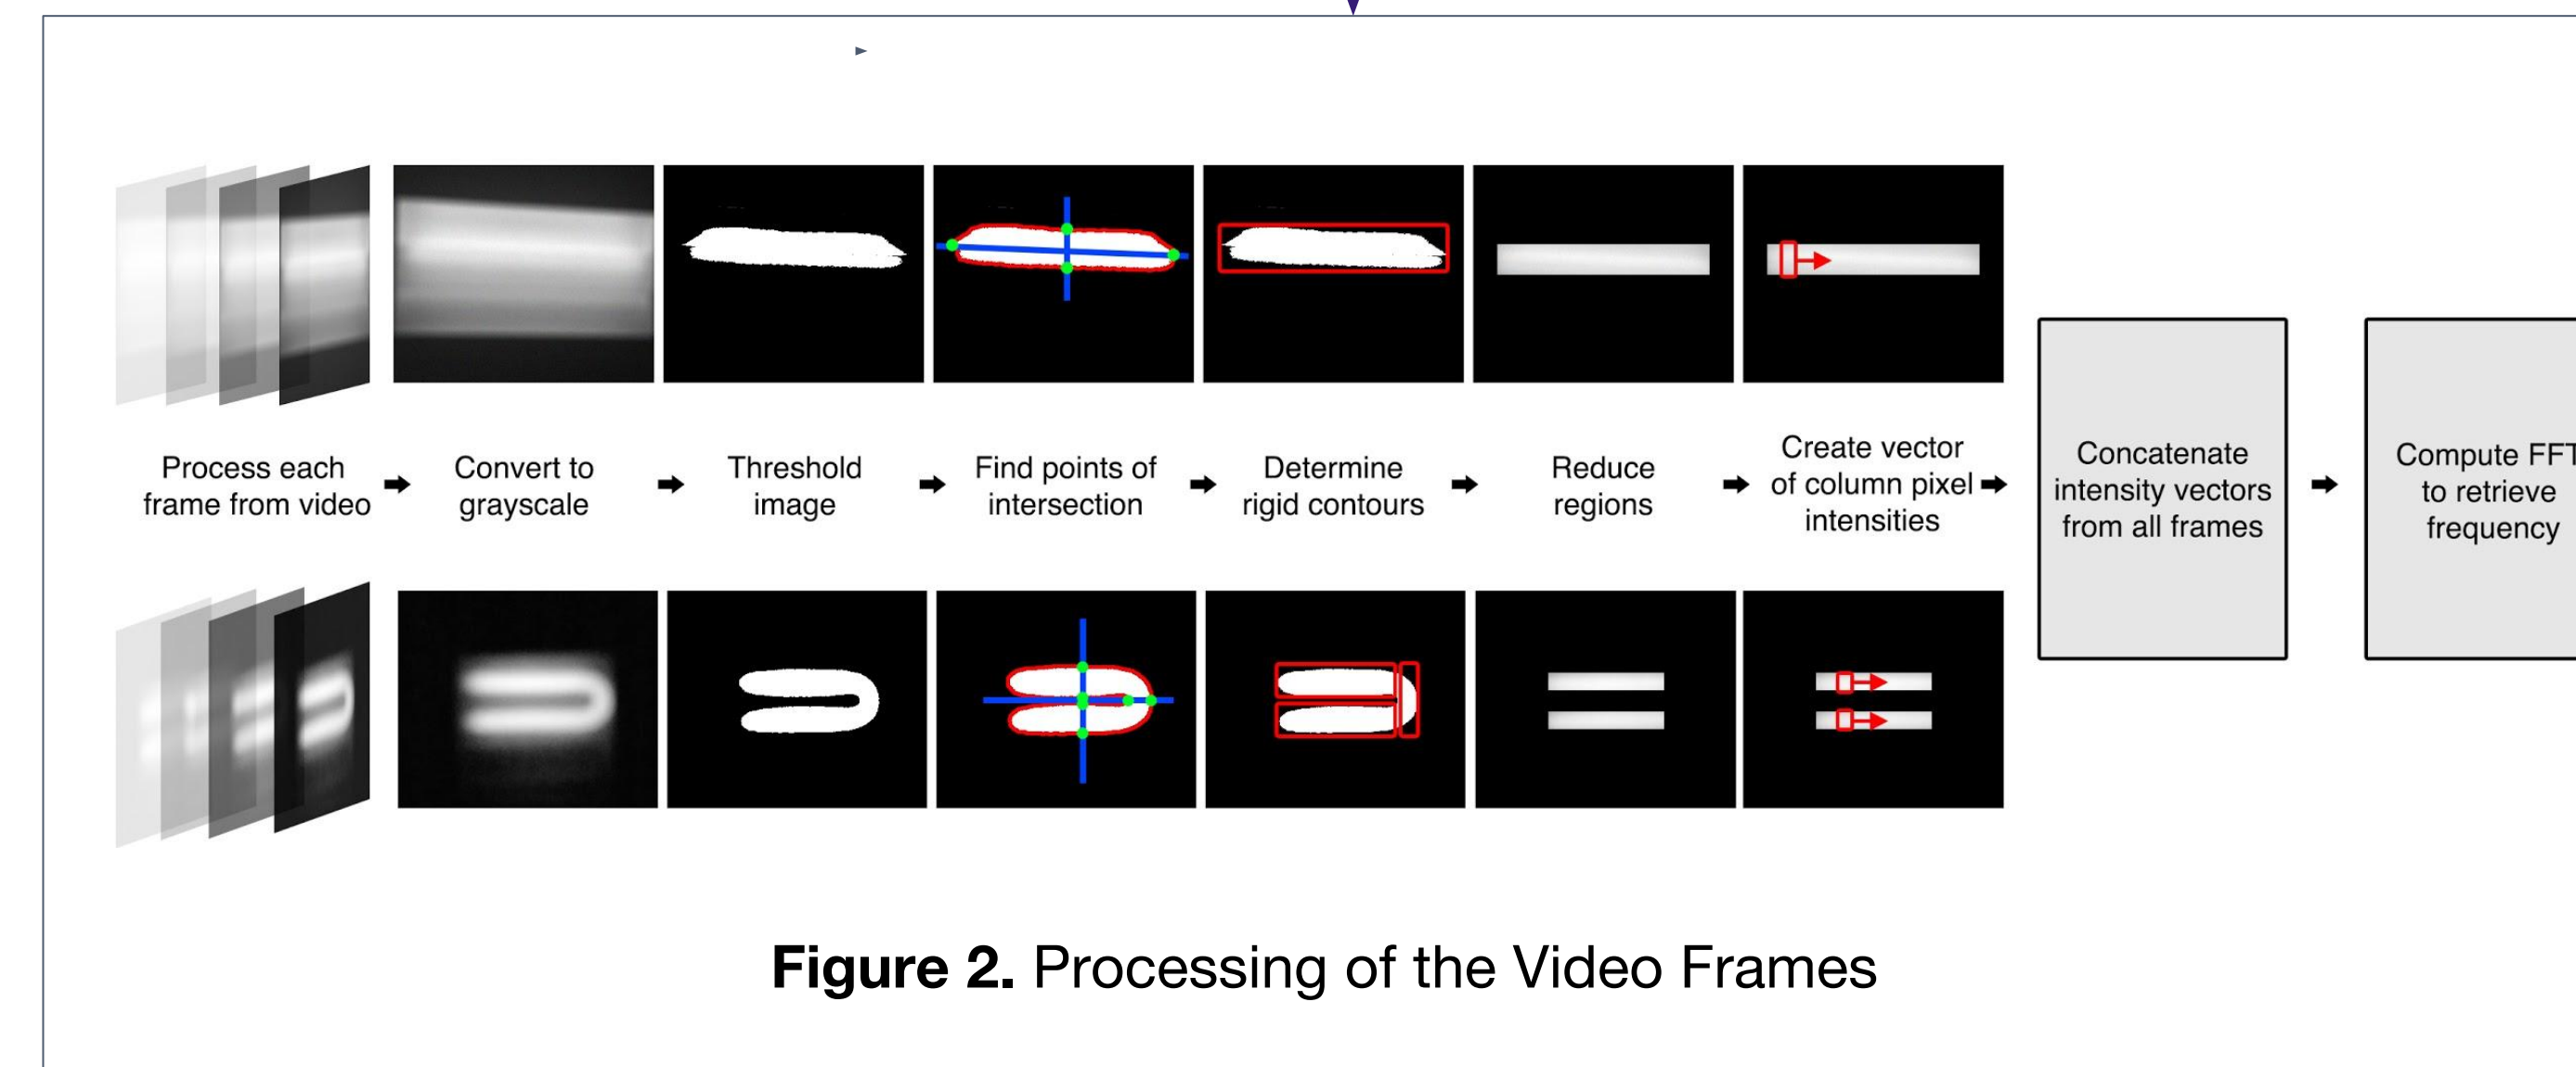 Process each
frame from video
Convert to
grayscale
Threshold
image
Find points of
intersection
Determine
rigid contours
Reduce
regions
Create vector
of column pixel
intensities
Concatenate
intensity vectors
from all frames
Compute FFT
to retrieve
frequency
Figure 2. Processing of the Video Frames